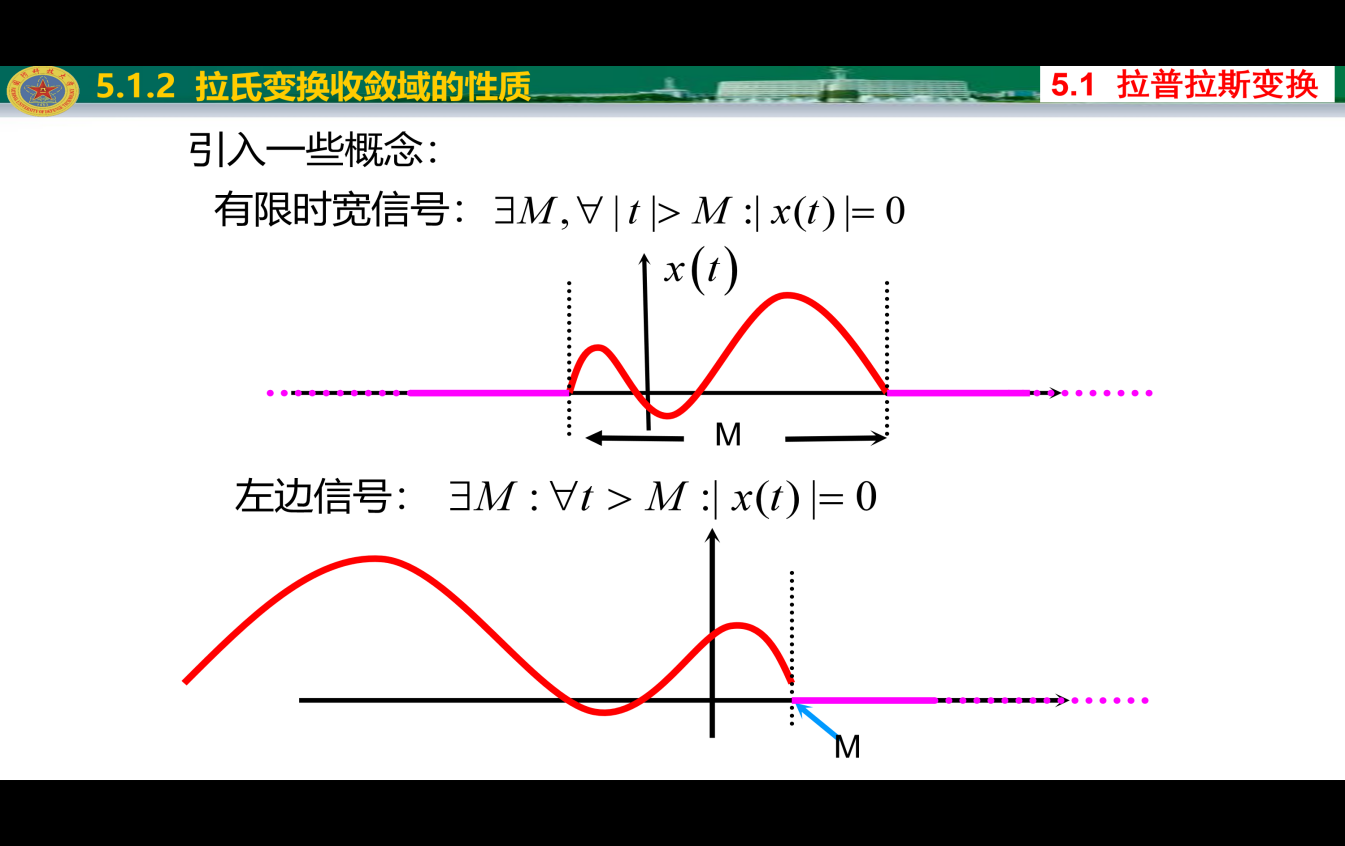 5.1.2 拉氏变换收敛域的性质
5.1 拉普拉斯变换
引入一些概念：
有限时宽信号：∃M,∀|t|>M:|x(t)|=0
x(t)
M
左边信号： ∃M:∀t>M:|x(t)|=0
M